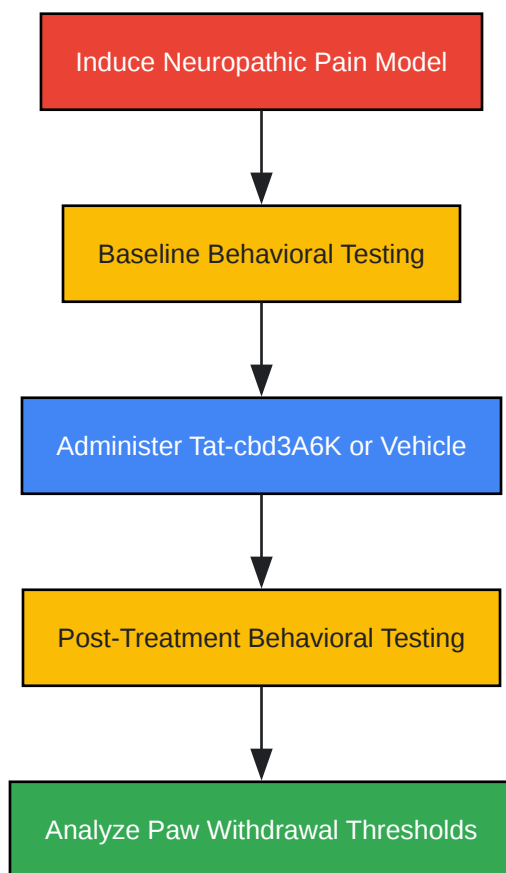 Induce Neuropathic Pain Model
Baseline Behavioral Testing
Administer Tat-cbd3A6K or Vehicle
Post-Treatment Behavioral Testing
Analyze Paw Withdrawal Thresholds